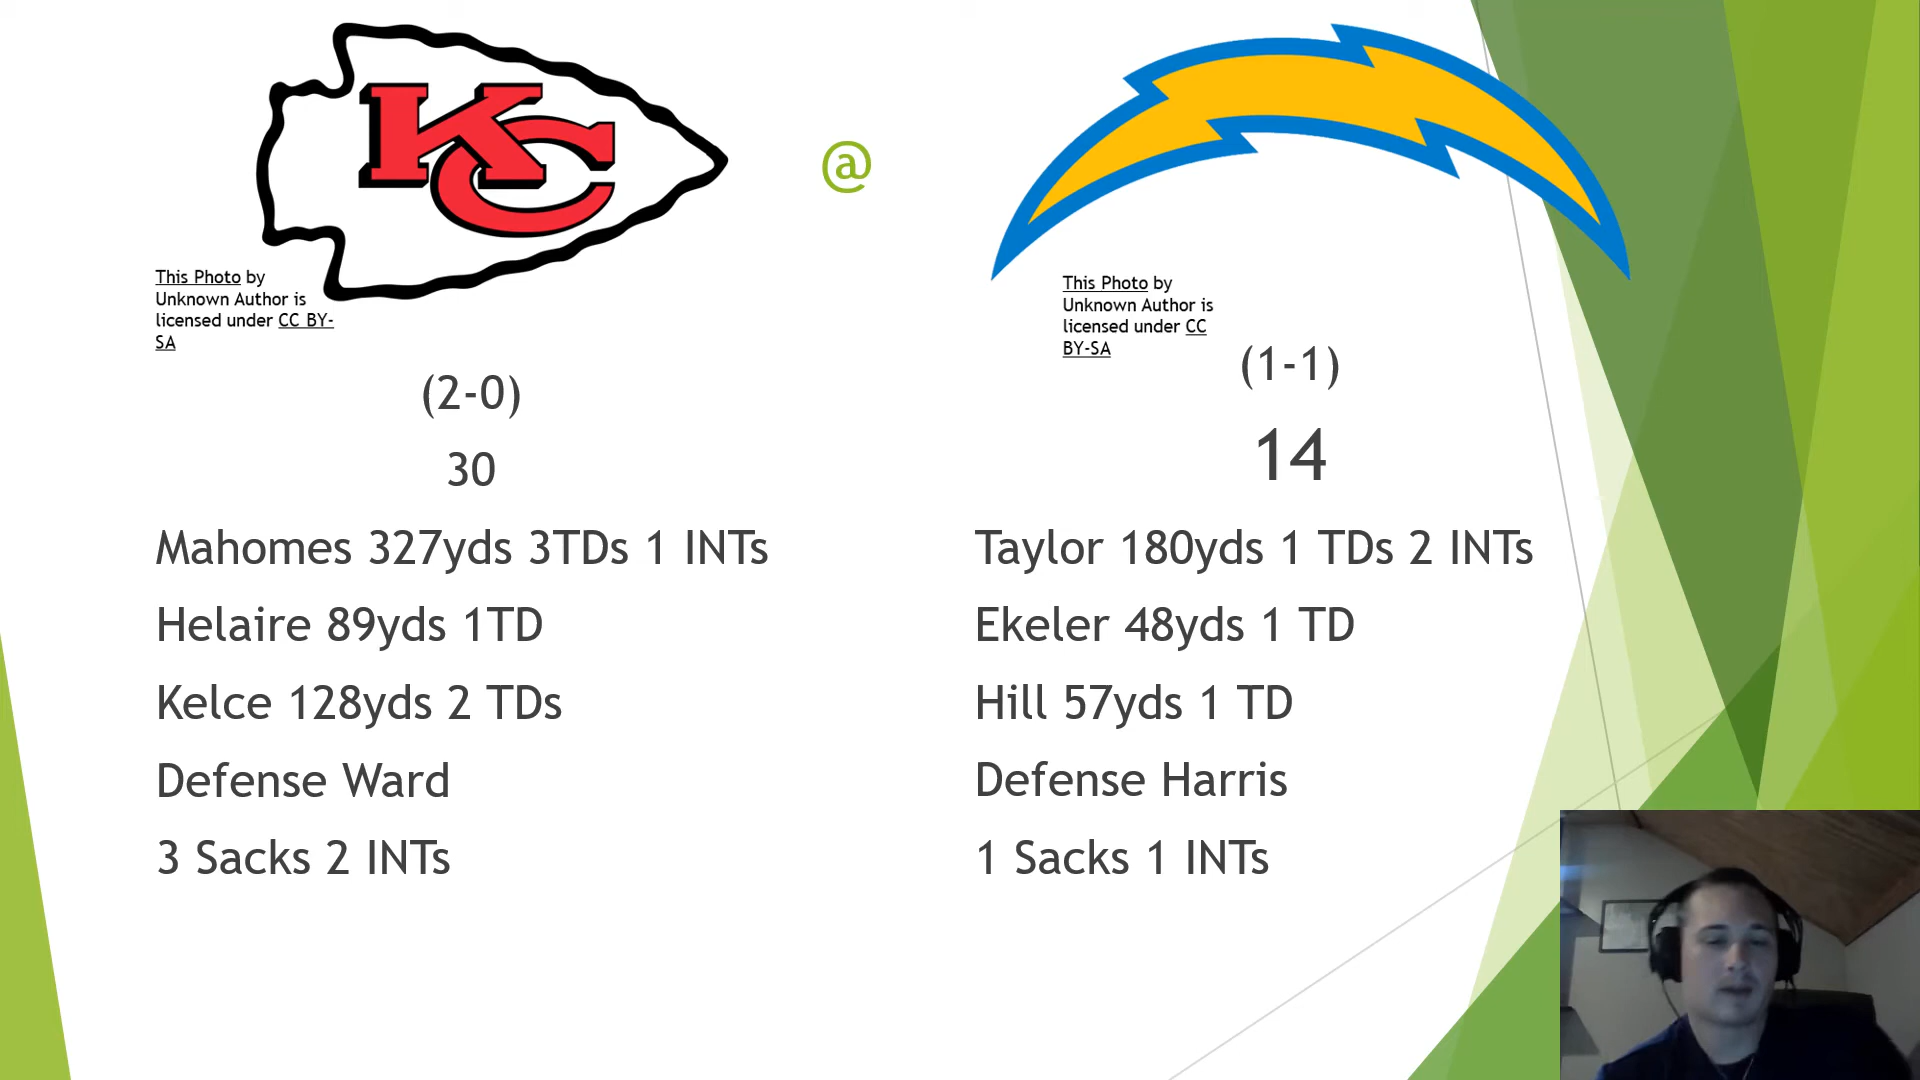 KC
@
This Photo by
Unknown Author is
licensed under CC BY-
SA
(2-0)
30
Mahomes 327yds 3TDs 1 INTs
Helaire 89yds 1TD
Kelce 128yds 2 TDs
Defense Ward
3 Sacks 2 INTs
This Photo by
Unknown Author is
licensed under CC
BY-SA
(1-1)
14
Taylor 180yds 1 TDs 2 INTs
Ekeler 48yds 1 TD
Hill 57yds 1 TD
Defense Harris
1 Sacks 1 INTs